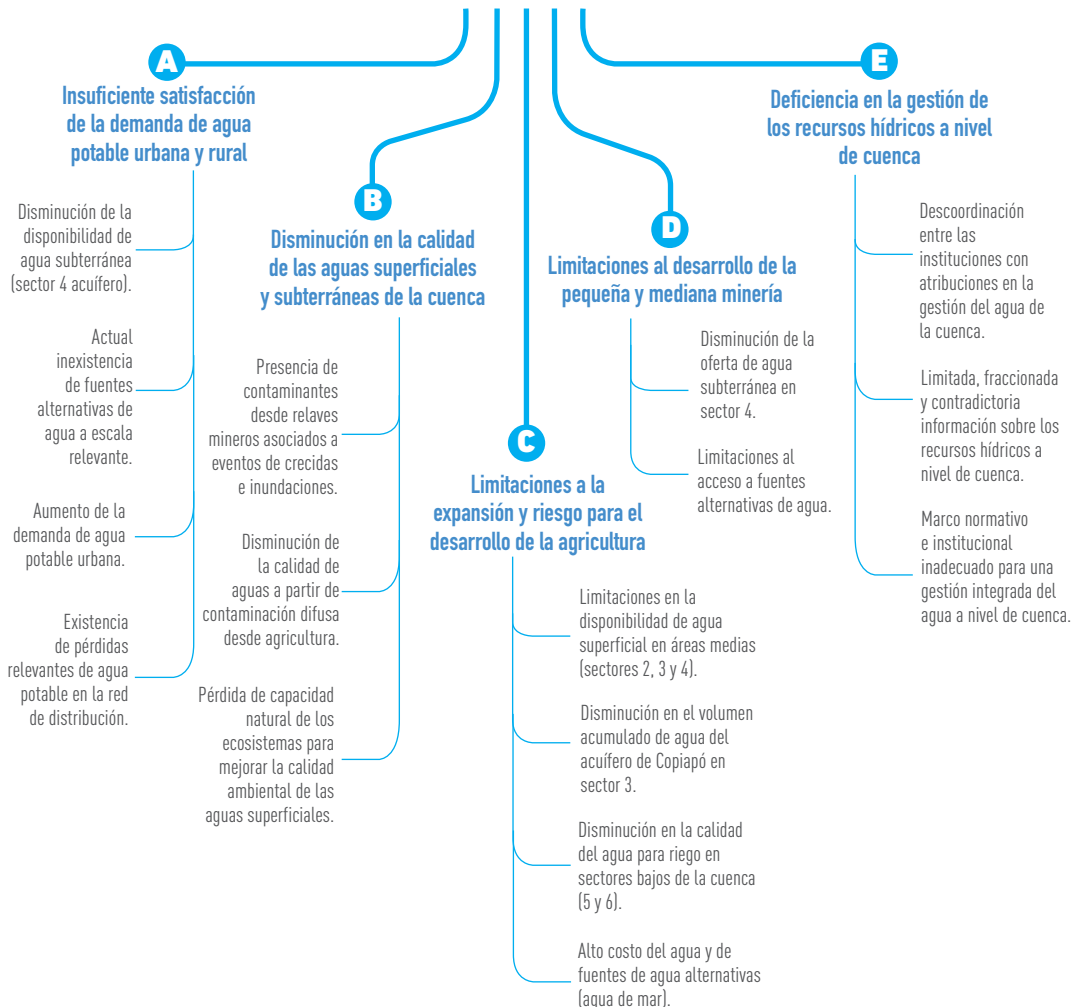 A
Insuficiente satisfacción
de la demanda de agua
potable urbana y rural
Disminución de la
disponibilidad de
agua subterránea
(sector 4 acuífero).
Actual
inexistencia
de fuentes
alternativas de
agua a escala
relevante.
Aumento de la
demanda de agua
potable urbana.
Existencia
de pérdidas
relevantes de agua
potable en la red
de distribución.
B
Disminución en la calidad
de las aguas superficiales
y subterráneas de la cuenca
Presencia de
contaminantes
desde relaves
mineros asociados a
eventos de crecidas
e inundaciones.
Disminución de
la calidad de
aguas a partir de
contaminación difusa
desde agricultura.
Pérdida de capacidad
natural de los
ecosistemas para
mejorar la calidad
ambiental de las
aguas superficiales.
C
Limitaciones a la
expansión y riesgo para el
desarrollo de la agricultura
Limitaciones en la
disponibilidad de agua
superficial en áreas medias
(sectores 2, 3 y 4).
Disminución en el volumen
acumulado de agua del
acuífero de Copiapó en
sector 3.
Disminución en la calidad
del agua para riego en
sectores bajos de la cuenca
(5 y 6).
Alto costo del agua y de
fuentes de agua alternativas
(agua de mar).
D
Limitaciones al desarrollo de la
pequeña y mediana minería
Disminución de la
oferta de agua
subterránea en
sector 4.
Limitaciones al
acceso a fuentes
alternativas de agua.
E
Deficiencia en la gestión de
los recursos hídricos a nivel
de cuenca
Descoordinación
entre las
instituciones con
atribuciones en la
gestión del agua de
la cuenca.
Limitada, fraccionada
y contradictoria
información sobre los
recursos hídricos a
nivel de cuenca.
Marco normativo
e institucional
inadecuado para una
gestión integrada del
agua a nivel de cuenca.